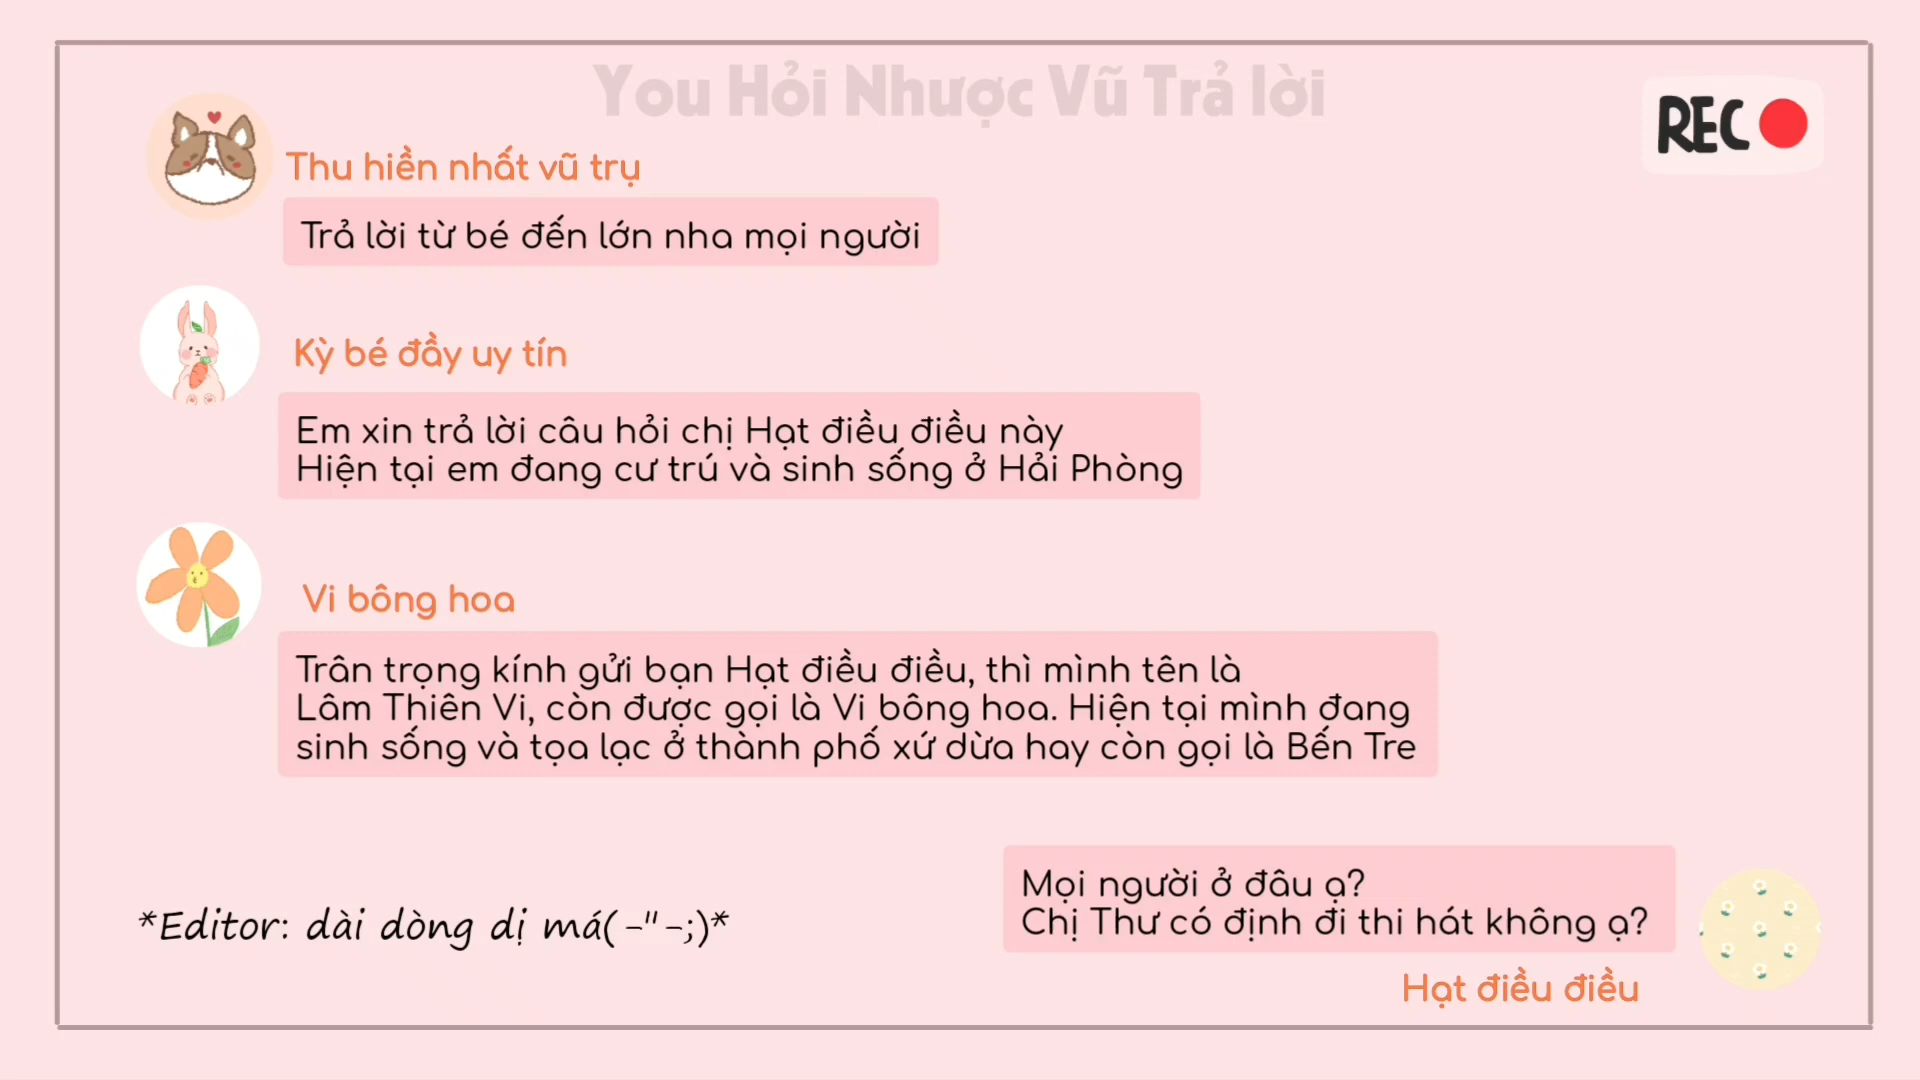 You Hỏi Nhược Vũ Trả lời
REC
Thu hiền nhất vũ trụ
Trả lời từ bé đến lớn nha mọi người
Kỳ bé đầy uy tín
Em xin trả lời câu hỏi chị Hạt điều điều này
Hiện tại em đang cư trú và sinh sống ở Hải Phòng
Vi bông hoa
Trân trọng kính gửi bạn Hạt điều điều, thì mình tên là
Lâm Thiên Vi, còn được gọi là Vi bông hoa. Hiện tại mình đang
sinh sống và tọa lạc ở thành phố xứ dừa hay còn gọi là Bến Tre
Mọi người ở đâu ạ?
Chị Thư có định đi thi hát không ạ?
Hạt điều điều
*Editor: dài dòng dị má(-"-;)*